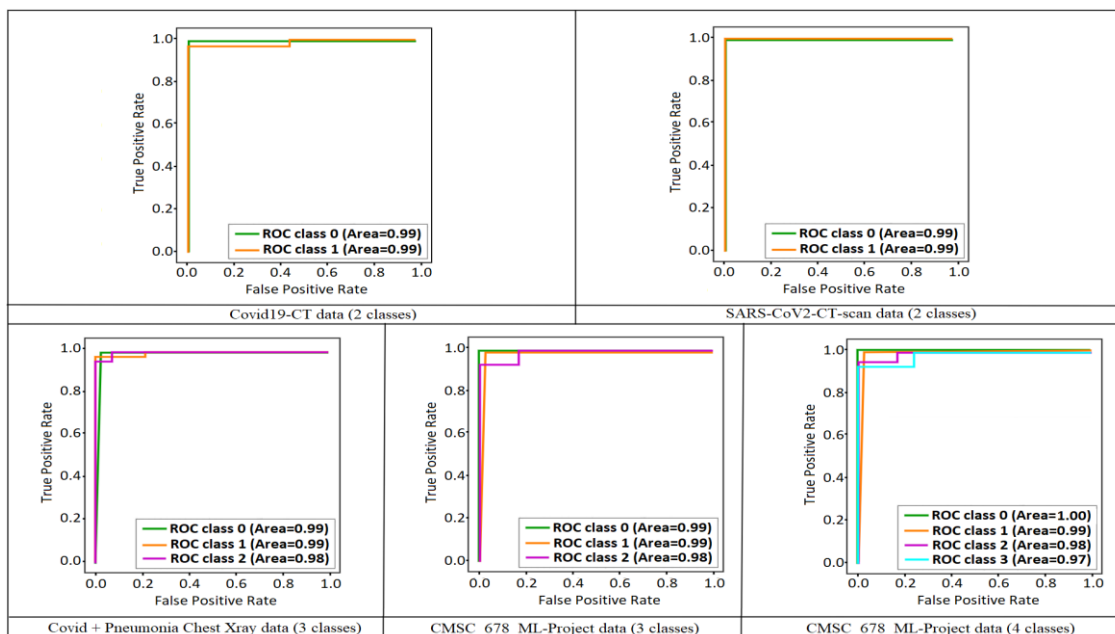 1.0
0.8
0.6
0.4
0.2
0.0
True Positive Rate
ROC class 0 (Area=0.99)
ROC class 1 (Area=0.99)
0.0 0.2 0.4 0.6 0.8 1.0
False Positive Rate
Covid19-CT data (2 classes)
1.0
0.8
0.6
0.4
0.2
0.0
True Positive Rate
ROC class 0 (Area=0.99)
ROC class 1 (Area=0.99)
0.0 0.2 0.4 0.6 0.8 1.0
False Positive Rate
SARS-CoV2-CT-scan data (2 classes)
1.0
0.8
0.6
0.4
0.2
0.0
True Positive Rate
ROC class 0 (Area=0.99)
ROC class 1 (Area=0.99)
ROC class 2 (Area=0.98)
0.0 0.2 0.4 0.6 0.8 1.0
False Positive Rate
Covid + Pneumonia Chest Xray data (3 classes)
1.0
0.8
0.6
0.4
0.2
0.0
True Positive Rate
ROC class 0 (Area=0.99)
ROC class 1 (Area=0.99)
ROC class 2 (Area=0.98)
0.0 0.2 0.4 0.6 0.8 1.0
False Positive Rate
CMSC_678_ML-Project data (3 classes)
1.0
0.8
0.6
0.4
0.2
0.0
True Positive Rate
ROC class 0 (Area=1.00)
ROC class 1 (Area=0.99)
ROC class 2 (Area=0.98)
ROC class 3 (Area=0.97)
0.0 0.2 0.4 0.6 0.8 1.0
False Positive Rate
CMSC_678_ML-Project data (4 classes)